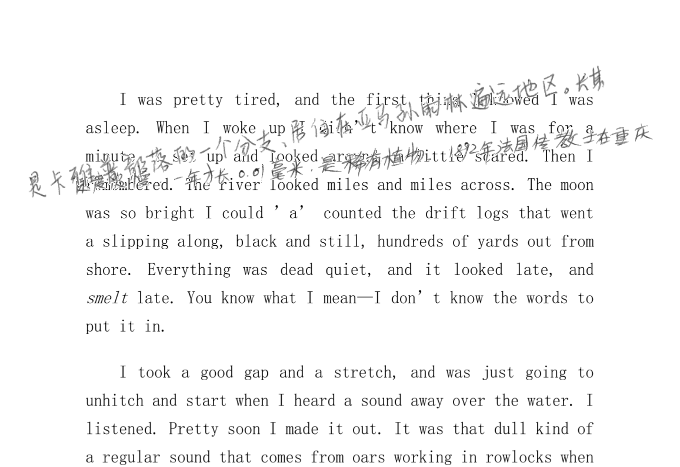 I was pretty tired, and the first thing I knowed I was
asleep. When I woke up I didn't know where I was for a
minute. I set up and looked around, a little scared. Then I
remembered. The river looked miles and miles across. The moon
was so bright I could ’a’ counted the drift logs that went
a slipping along, black and still, hundreds of yards out from
shore. Everything was dead quiet, and it looked late, and
smelt late. You know what I mean—I don’t know the words to
put it in.
I took a good gap and a stretch, and was just going to
unhitch and start when I heard a sound away over the water. I
listened. Pretty soon I made it out. It was that dull kind of
a regular sound that comes from oars working in rowlocks when
是卡雅布部落的一个分支、居住在亚马孙雨林遍远地区。长其
一年才长0.01毫米.是稀有植物.1892年法国传教士在重庆